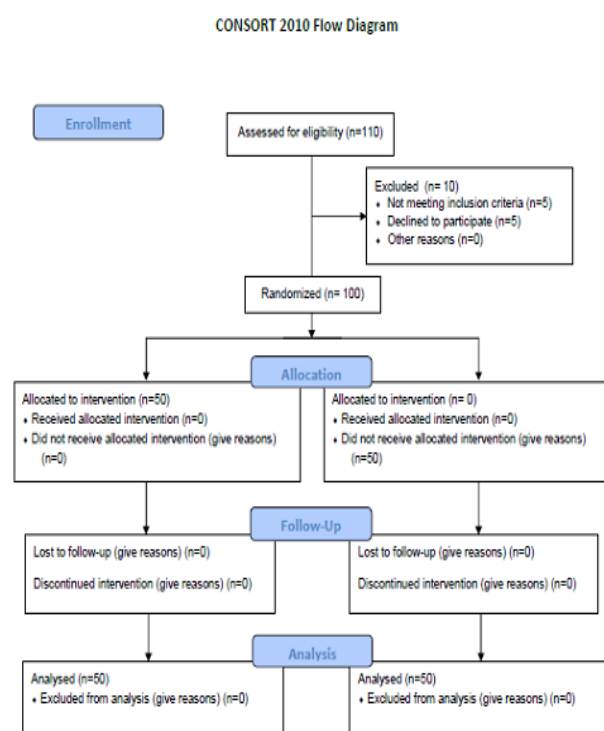 CONSORT 2010 Flow Diagram
Enrollment
Assessed for eligibility (n=110)
Excluded (n= 10)
♦ Not meeting inclusion criteria (n=5)
♦ Declined to participate (n=5)
♦ Other reasons (n=0)
Randomized (n= 100)
Allocation
Allocated to intervention (n=50)
♦ Received allocated intervention (n=0)
♦ Did not receive allocated intervention (give reasons)
(n=0)
Allocated to intervention (n= 0)
♦ Received allocated intervention (n=0)
♦ Did not receive allocated intervention (give reasons)
(n=50)
Follow-Up
Lost to follow-up (give reasons) (n=0)
Discontinued intervention (give reasons) (n=0)
Lost to follow-up (give reasons) (n=0)
Discontinued intervention (give reasons) (n=0)
Analysis
Analysed (n=50)
♦ Excluded from analysis (give reasons) (n=0)
Analysed (n=50)
♦ Excluded from analysis (give reasons) (n=0)